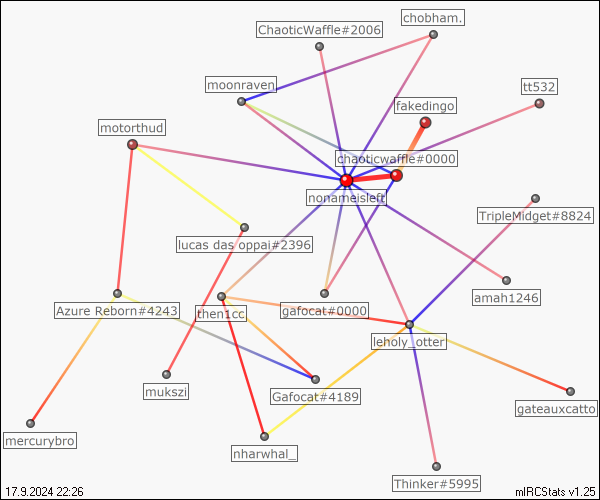 chobham.
ChaoticWaffle#2006
moonraven
tt532
fakedingo
motorthud
chaoticwaffle#0000
nonameisleft
TripleMidget#8824
lucas das oppai#2396
amah1246
Azure Reborn#4243
then1cc
gafocat#0000
leholy_otter
mukszi
Gafocat#4189
gateauxcatto
mercurybro
nharwhal_
Thinker#5995
17.9.2024 22:26
mIRCStats v1.25